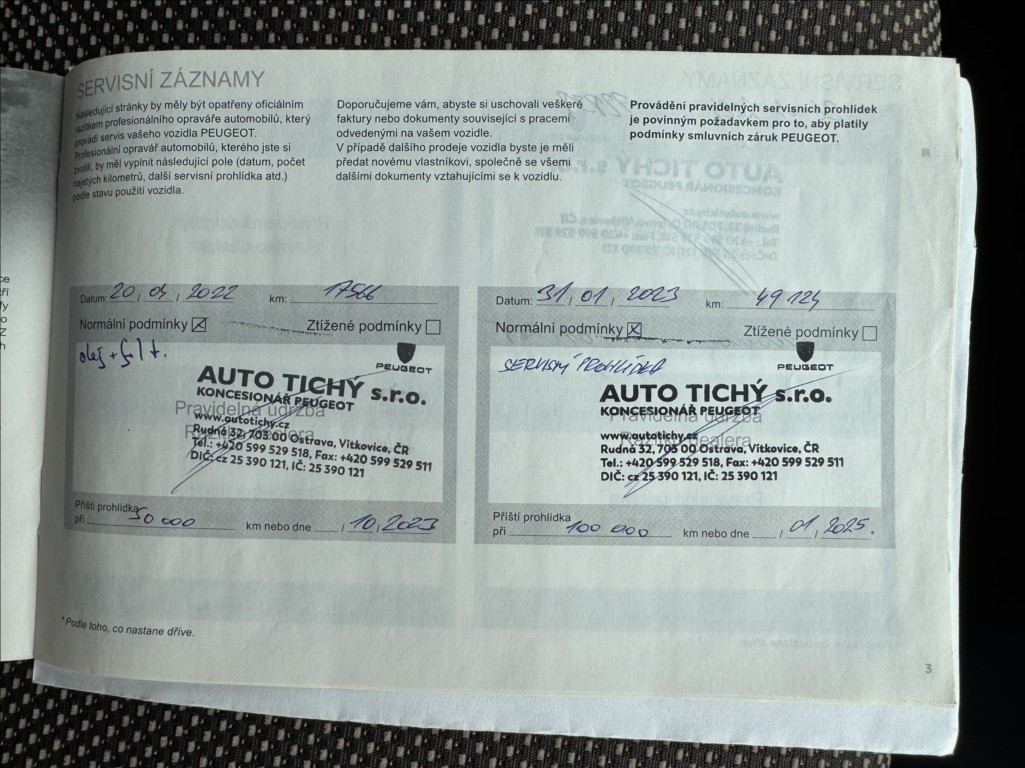 SERVISNÍ ZÁZNAMY
Následující stránky by měly být opatřeny oficiálním
razítkem profesionálního opraváře automobilů, který
provádí servis vašeho vozidla PEUGEOT.
Profesionální opravář automobilů, kterého jste si
zvolili, by měl vyplnit následující pole (datum, počet
najetých kilometrů, další servisní prohlídka atd.)
podle stavu použití vozidla.
Doporučujeme vám, abyste si uschovali veškeré
faktury nebo dokumenty související s pracemi
odvedenými na vašem vozidle.
V případě dalšího prodeje vozidla byste je měli
předat novému vlastníkovi, společně se všemi
dalšími dokumenty vztahujícími se k vozidlu.
Provádění pravidelných servisních prohlídek
je povinným požadavkem pro to, aby platily
podmínky smluvních záruk PEUGEOT.
Datum: 20, 04, 2022 km: 17566
Normální podmínky Ztížené podmínky
olej + filt.
PEUGEOT
AUTO TICHÝ s.r.o.
KONCESIONÁŘ PEUGEOT
Pravidelná údržba
www.autotichy.cz
Rudná 32, 703 00 Ostrava, Vítkovice, ČR
Tel.: +420 599 529 518, Fax: +420 599 529 511
DIČ: cz 25 390 121, IČ: 25 390 121
Příští prohlídka
při 50 000 km nebo dne / 10, 2023
Datum: 31, 01, 2023 km: 49 124
Normální podmínky Ztížené podmínky
SERVISNÍ PROHLÍDKA
PEUGEOT
AUTO TICHÝ s.r.o.
KONCESIONÁŘ PEUGEOT
Pravidelná údržba
www.autotichy.cz
Razítko dealera
Rudná 32, 703 00 Ostrava, Vítkovice, ČR
Tel.: +420 599 529 518, Fax: +420 599 529 511
DIČ: cz 25 390 121, IČ: 25 390 121
Příští prohlídka
při 100 000 km nebo dne / 01, 2025.
* Podle toho, co nastane dříve.
3